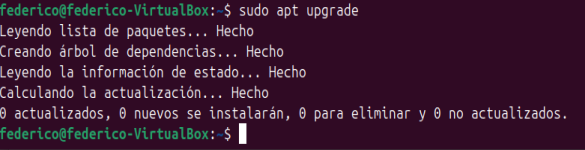 federico@federico-VirtualBox:~$ sudo apt upgrade
Leyendo lista de paquetes... Hecho
Creando árbol de dependencias... Hecho
Leyendo la información de estado... Hecho
Calculando la actualización... Hecho
0 actualizados, 0 nuevos se instalarán, 0 para eliminar y 0 no actualizados.
federico@federico-VirtualBox:~$